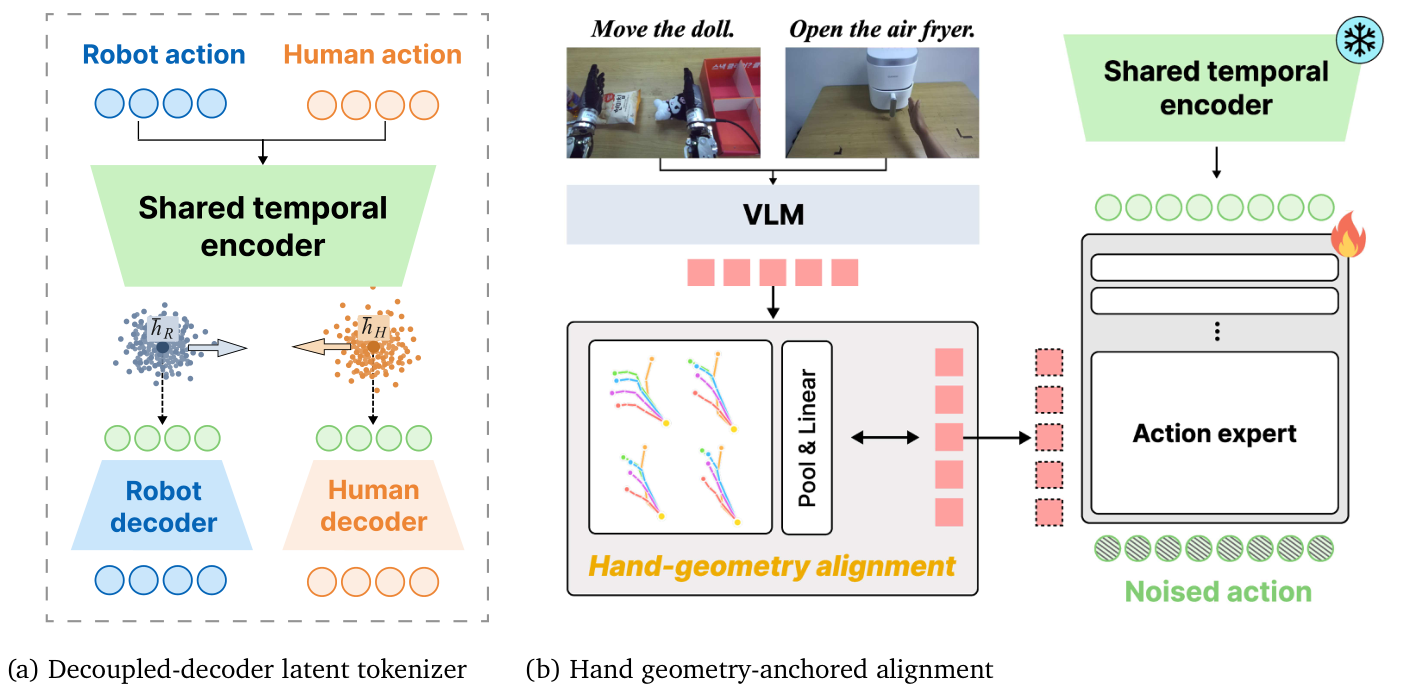 Robot action
Human action
Shared temporal
encoder
h̄_R
h̄_H
Robot
decoder
Human
decoder
(a) Decoupled-decoder latent tokenizer
Move the doll.
Open the air fryer.
VLM
Pool & Linear
Hand-geometry alignment
Shared temporal
encoder
Action expert
Noised action
(b) Hand geometry-anchored alignment